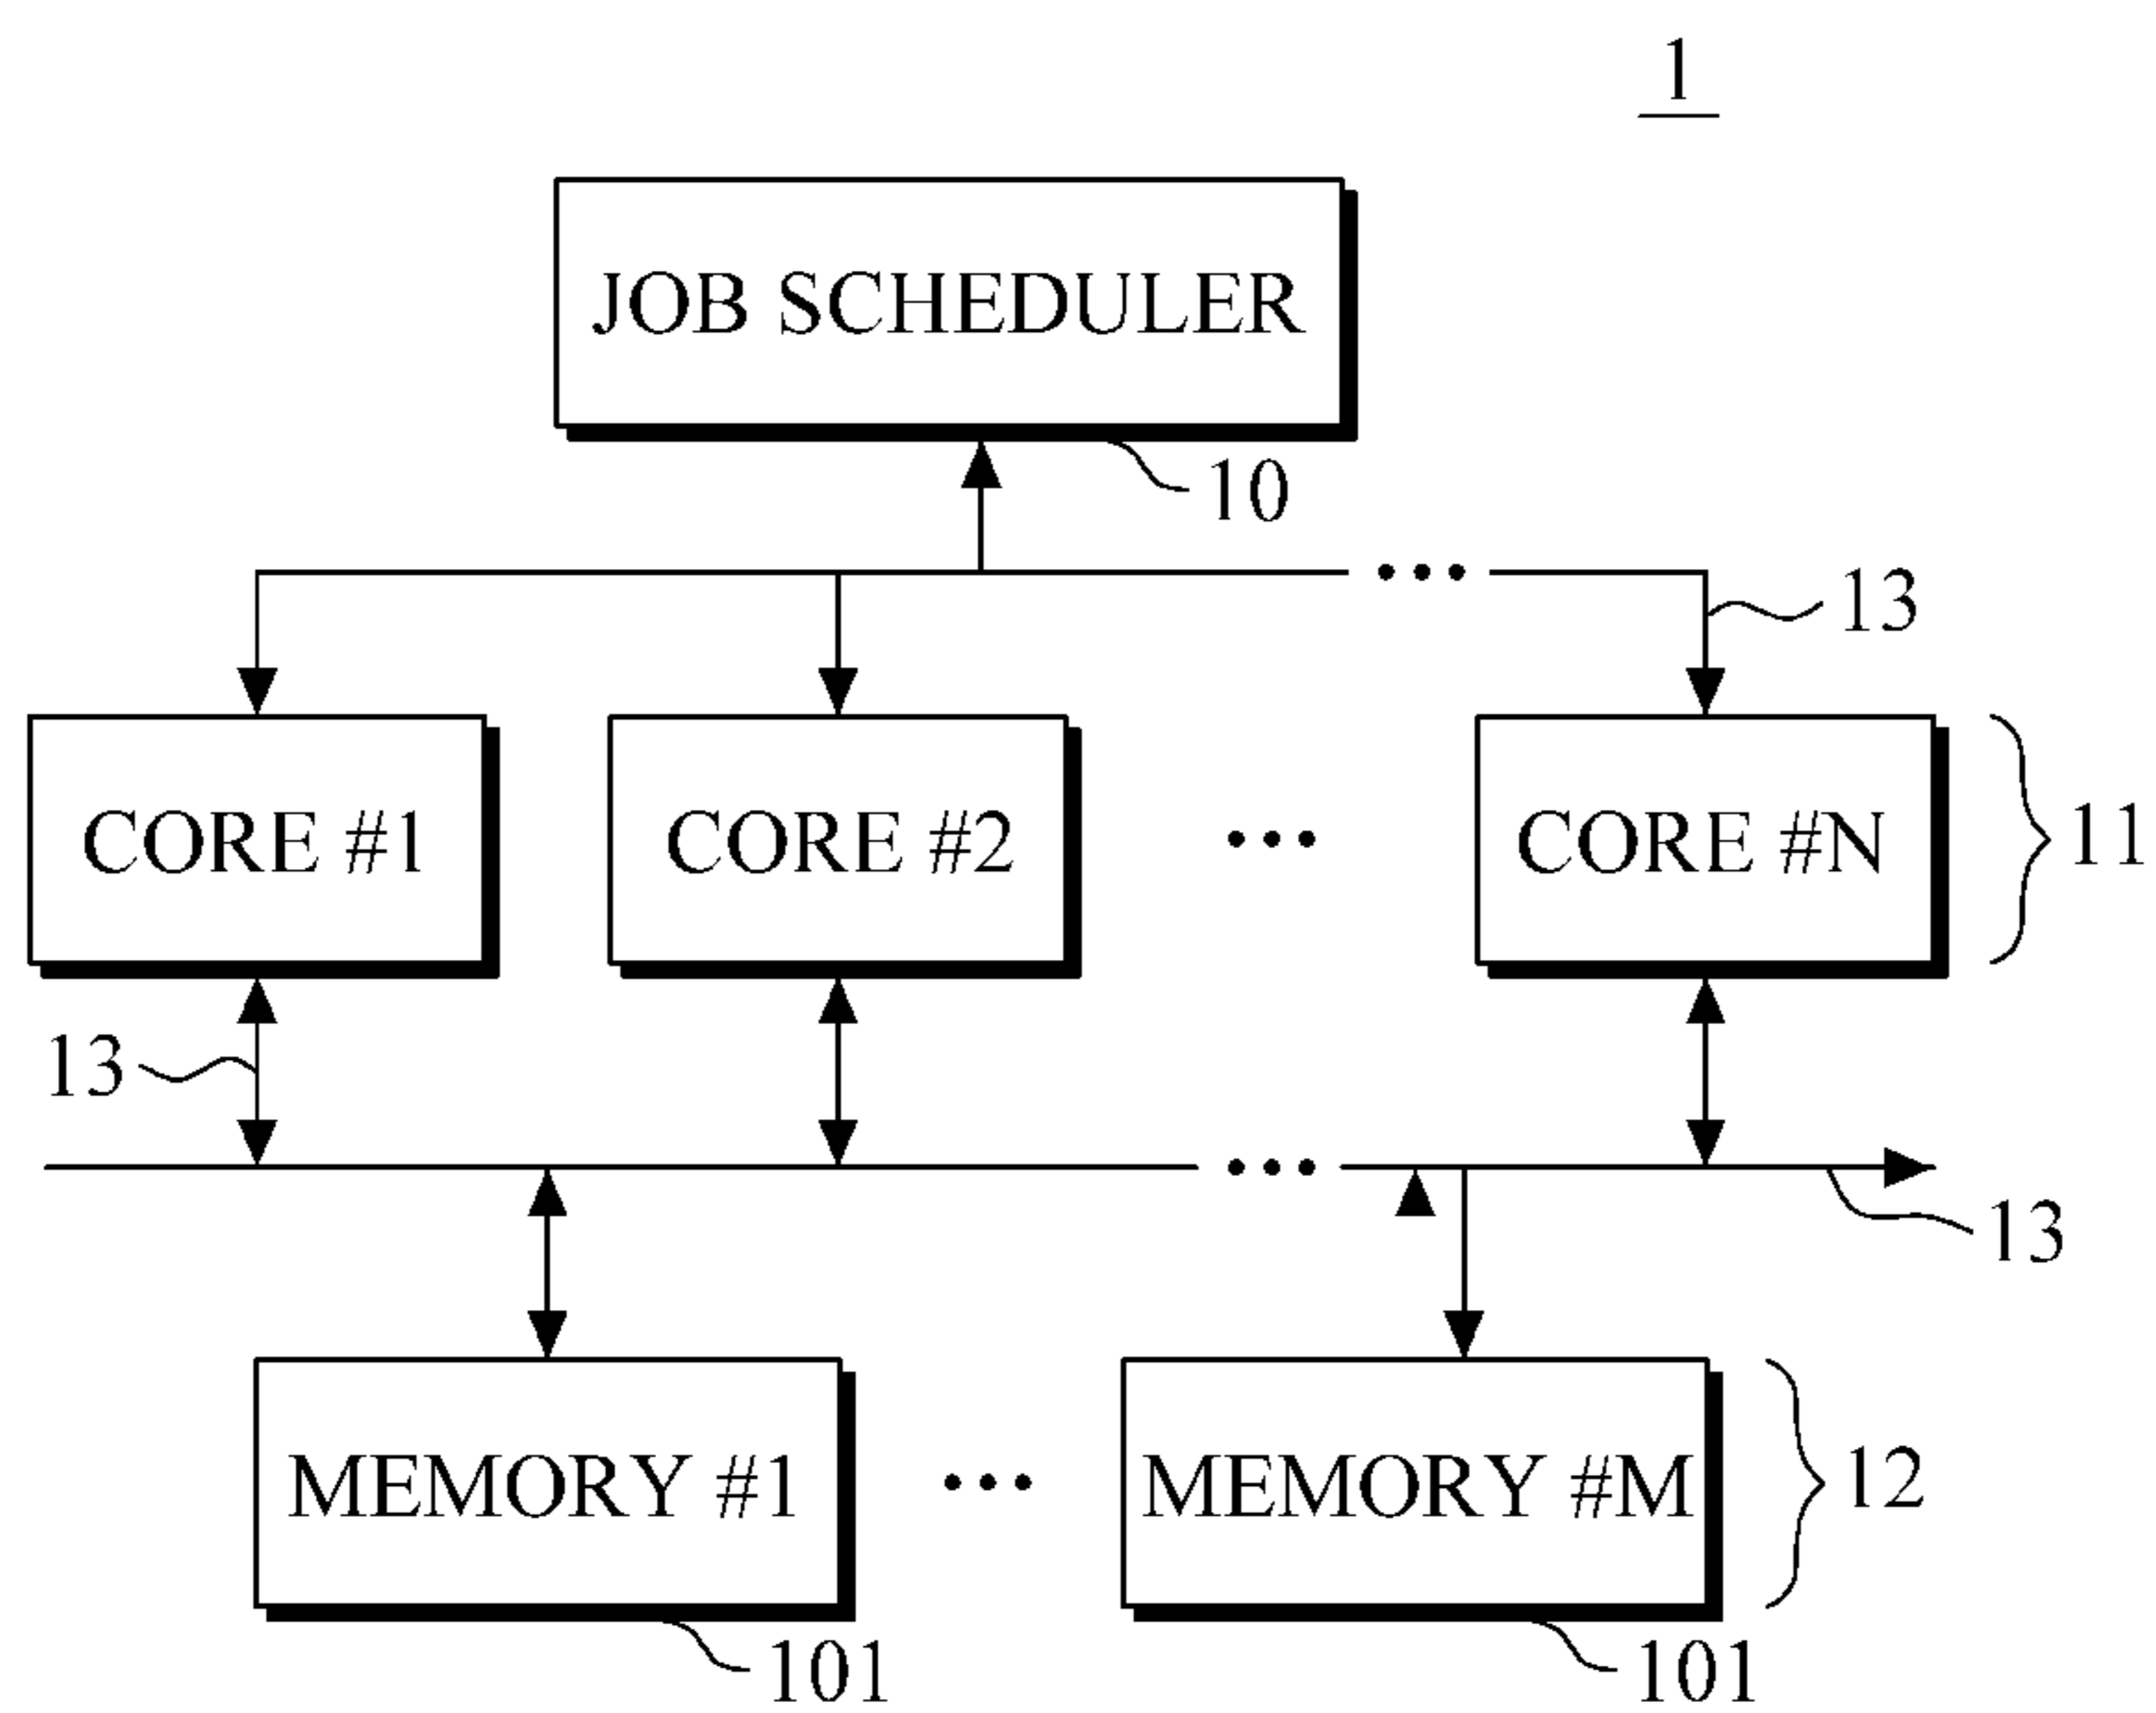 1
JOB SCHEDULER
10
... 13
CORE #1 CORE #2 ... CORE #N 11
13
...
13
MEMORY #1 ... MEMORY #M 12
101 101